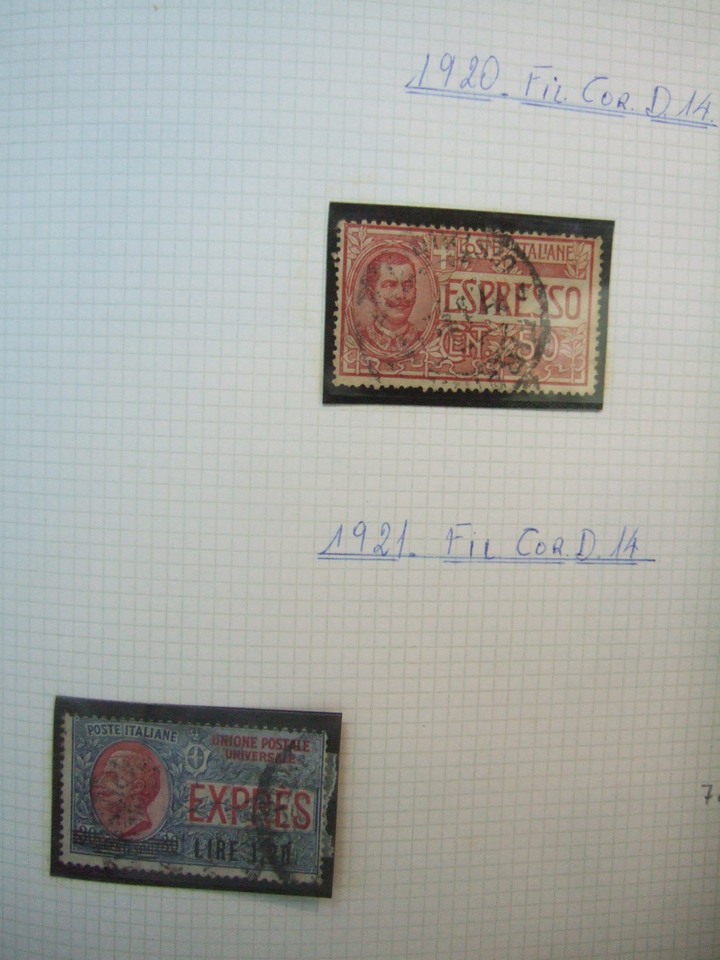 1920. Fil. Cor. D. 14.
POSTE ITALIANE
ESPRESSO
CENT. 50
1921. Fil. Cor. D. 14
POSTE ITALIANE
UNIONE POSTALE
UNIVERSALE
EXPRES
LIRE 1,20
7